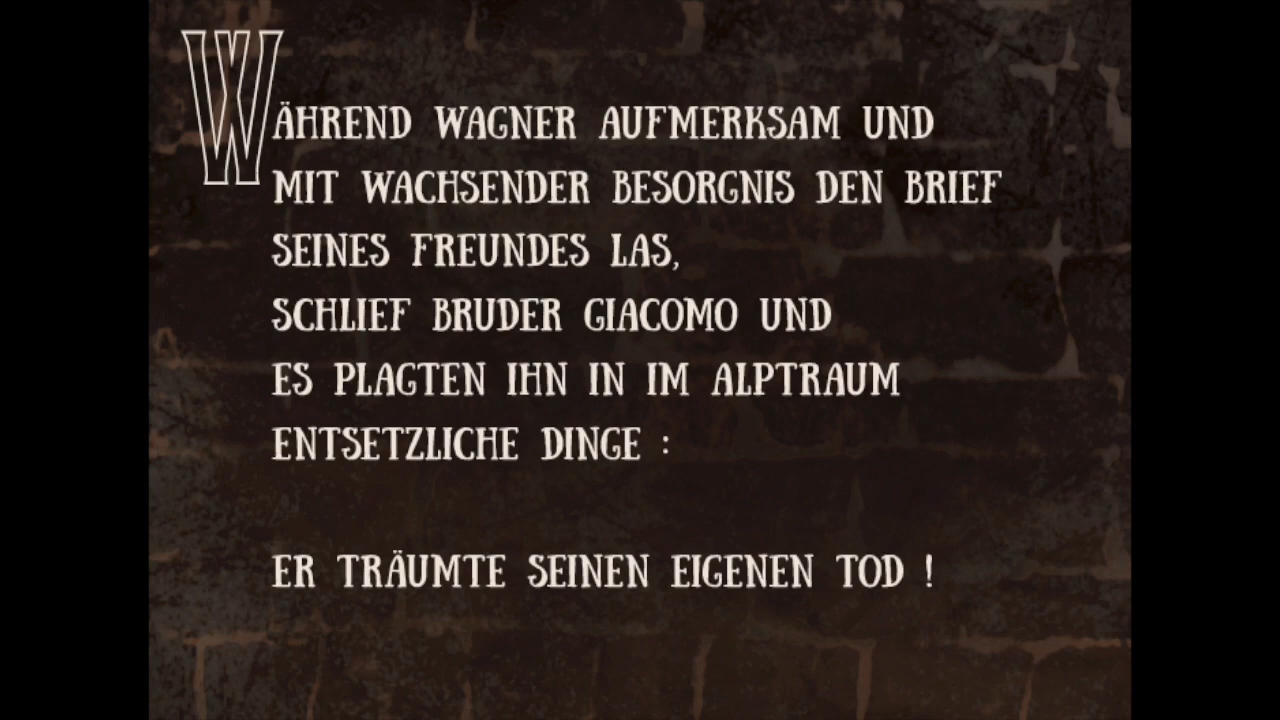 WÄHREND WAGNER AUFMERKSAM UND
MIT WACHSENDER BESORGNIS DEN BRIEF
SEINES FREUNDES LAS,
SCHLIEF BRUDER GIACOMO UND
ES PLAGTEN IHN IN IM ALPTRAUM
ENTSETZLICHE DINGE :
ER TRÄUMTE SEINEN EIGENEN TOD !